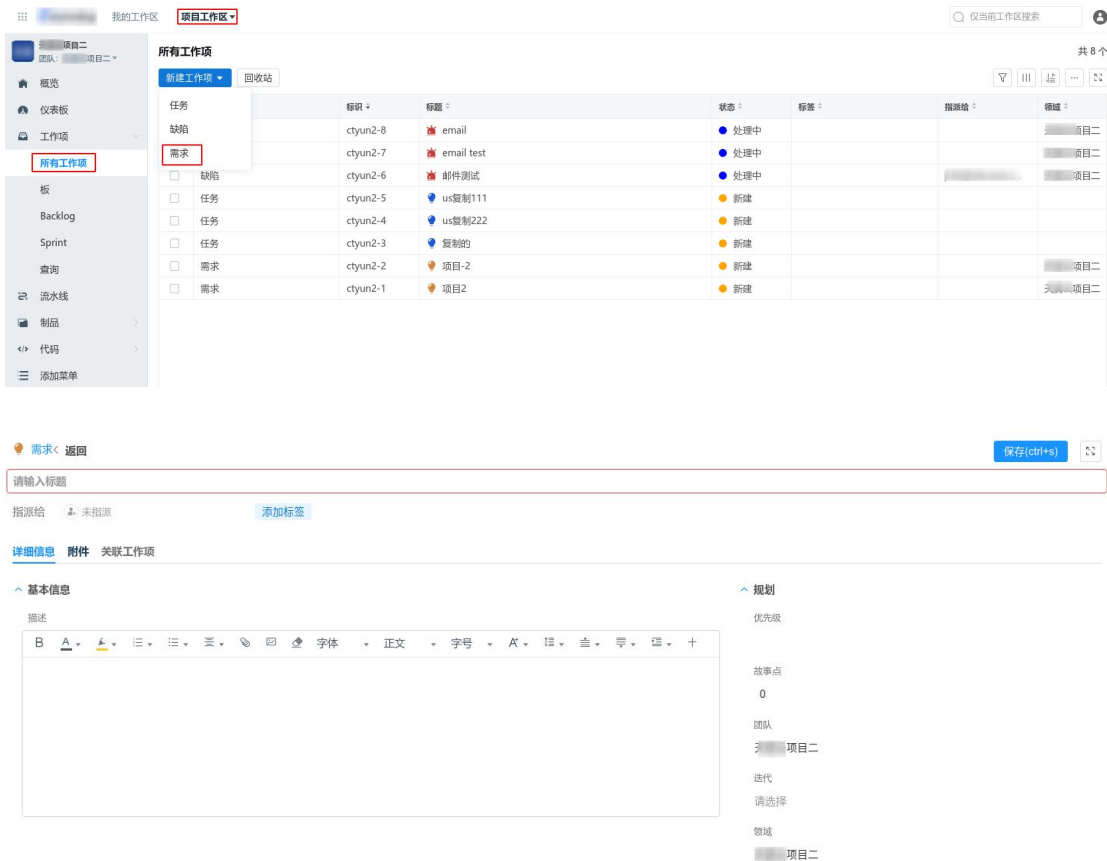 我的工作区 项目工作区 仅当前工作区搜索
项目二
团队: 项目二
所有工作项 共 8 个
新建工作项 回收站
概览
仪表板
工作项
所有工作项
板
Backlog
Sprint
查询
流水线
制品
代码
添加菜单
任务
缺陷
需求
标识 标题 状态 标签 指派给 领域
ctyun2-8 email 处理中 项目二
ctyun2-7 email test 处理中 项目二
缺陷 ctyun2-6 邮件测试 处理中 项目二
任务 ctyun2-5 us复制111 新建
任务 ctyun2-4 us复制222 新建
任务 ctyun2-3 复制的 新建
需求 ctyun2-2 项目-2 新建 项目二
需求 ctyun2-1 项目2 新建 项目二
需求 返回 保存(ctrl+s)
请输入标题
指派给 未指派 添加标签
详细信息 附件 关联工作项
基本信息
描述
B A 字体 正文 字号
规划
优先级
故事点
0
团队
项目二
迭代
请选择
领域
项目二